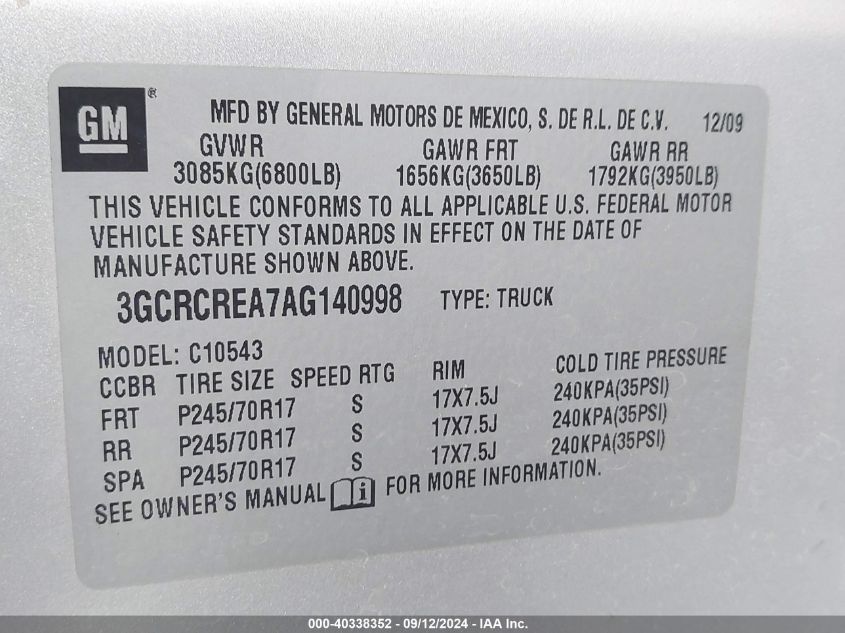 GM ® MFD BY GENERAL MOTORS DE MEXICO, S. DE R.L. DE C.V. 12/09
GVWR GAWR FRT GAWR RR
3085KG(6800LB) 1656KG(3650LB) 1792KG(3950LB)
THIS VEHICLE CONFORMS TO ALL APPLICABLE U.S. FEDERAL MOTOR
VEHICLE SAFETY STANDARDS IN EFFECT ON THE DATE OF
MANUFACTURE SHOWN ABOVE.
3GCRCREA7AG140998 TYPE: TRUCK
MODEL: C10543
CCBR TIRE SIZE SPEED RTG RIM COLD TIRE PRESSURE
FRT P245/70R17 S 17X7.5J 240KPA(35PSI)
RR P245/70R17 S 17X7.5J 240KPA(35PSI)
SPA P245/70R17 S 17X7.5J 240KPA(35PSI)
SEE OWNER'S MANUAL i FOR MORE INFORMATION.
000-40338352 - 09/12/2024 - IAA Inc.